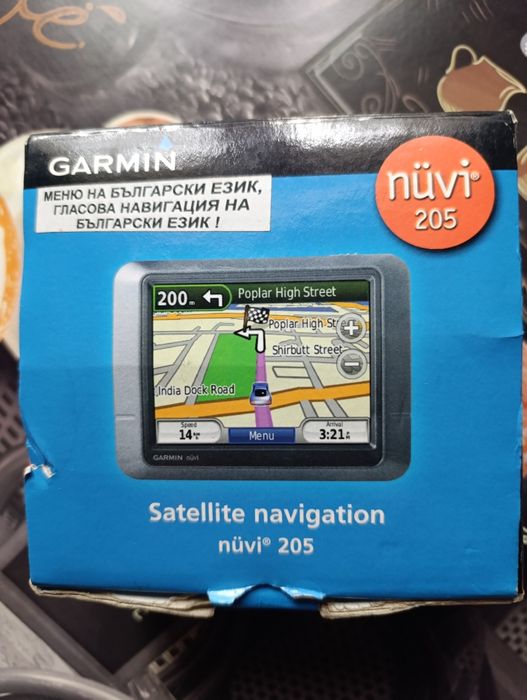 GARMIN
МЕНЮ НА БЪЛГАРСКИ ЕЗИК,
ГЛАСОВА НАВИГАЦИЯ НА
БЪЛГАРСКИ ЕЗИК !
nüvi®
205
200 m
Poplar High Street
Poplar High Str
Shirbutt Street
India Dock Road
Speed
14
Menu
Arrival
3:21
GARMIN nüvi
Satellite navigation
nüvi® 205